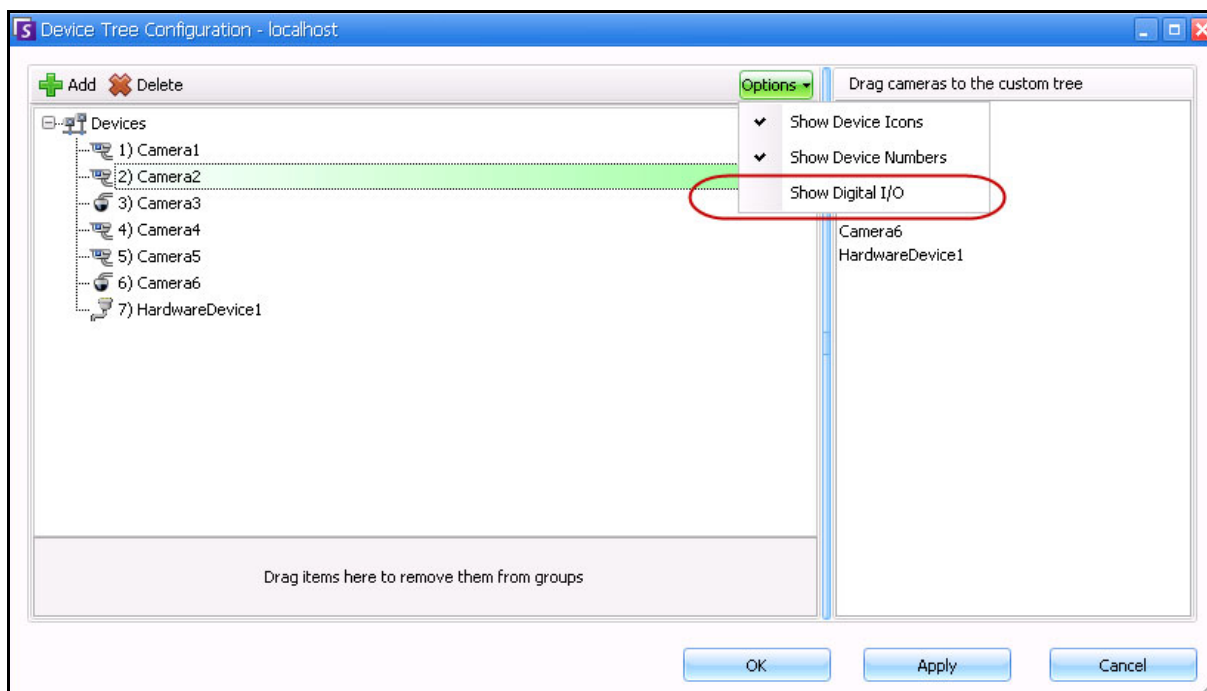 Device Tree Configuration - localhost
Add Delete Options
Drag cameras to the custom tree
Devices
1) Camera1
2) Camera2
3) Camera3
4) Camera4
5) Camera5
6) Camera6
7) HardwareDevice1
Show Device Icons
Show Device Numbers
Show Digital I/O
Camera6
HardwareDevice1
Drag items here to remove them from groups
OK Apply Cancel